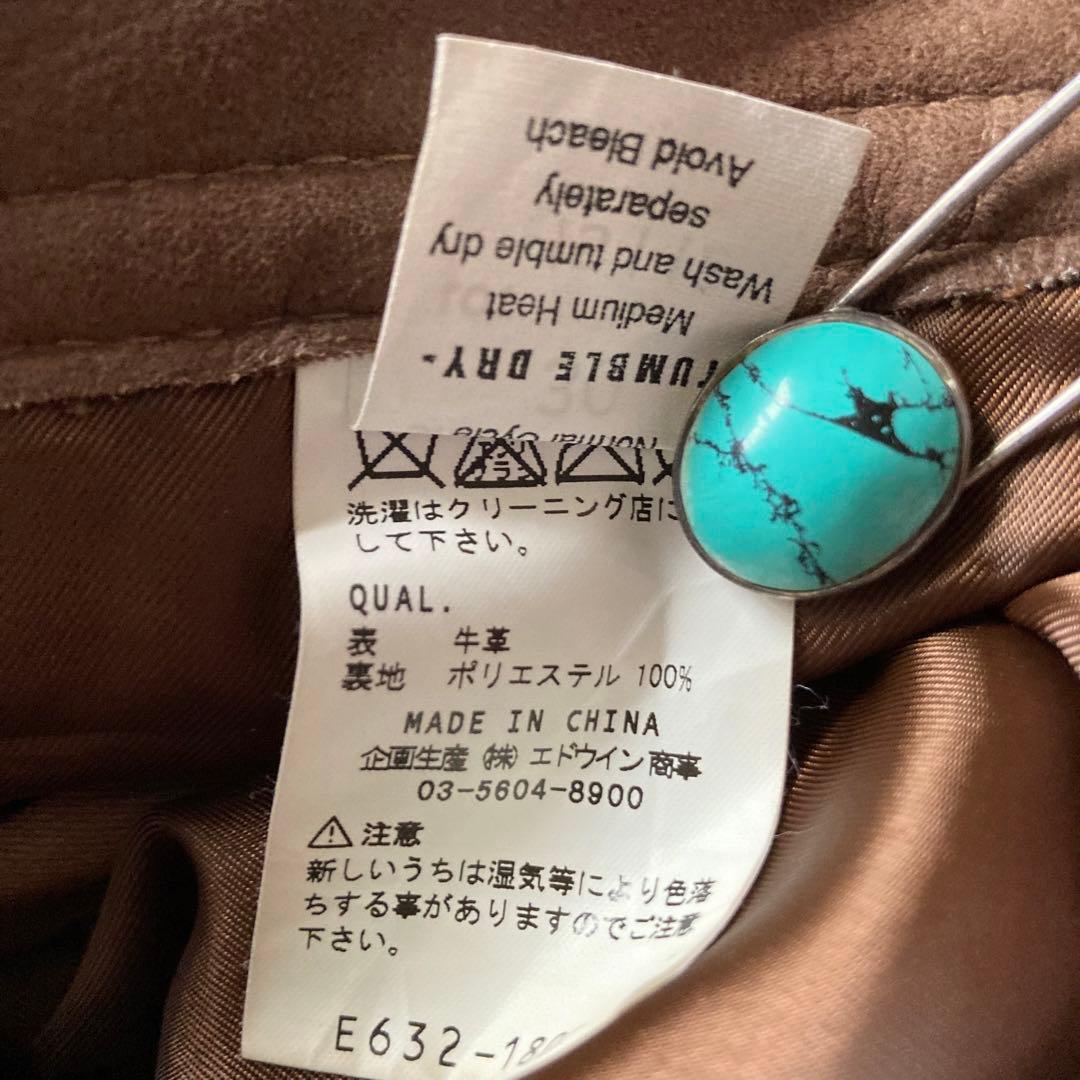 Avoid Bleach
separately
Wash and tumble dry
Medium Heat
TUMBLE DRY-
Normal Cycle
洗濯はクリーニング店に
して下さい。
QUAL.
表 牛革
裏地 ポリエステル 100%
MADE IN CHINA
企画生産 ㈱エドウイン商事
03-5604-8900
⚠注意
新しいうちは湿気等により色落
ちする事がありますのでご注意
下さい。
E632-18